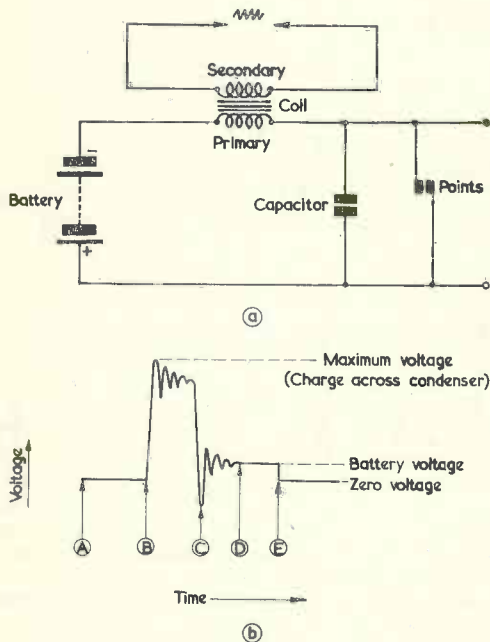 Secondary
Coil
Primary
−
Battery
+
Capacitor
Points
a
Maximum voltage
(Charge across condenser)
Battery voltage
Zero voltage
Voltage
A
B
C
D
E
Time
b